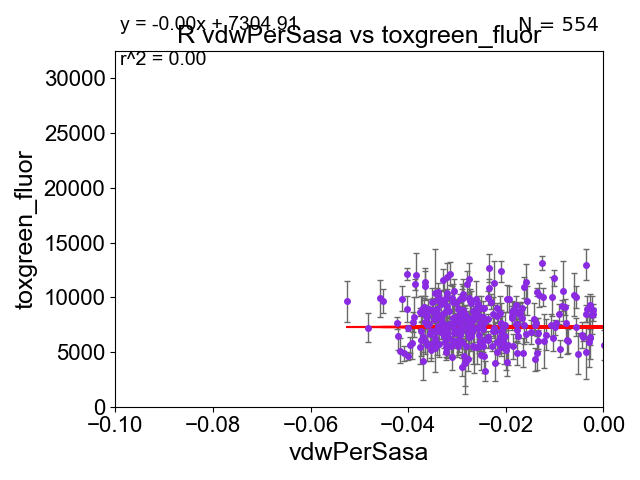 y = -0.00x + 7304.91
N = 554
R vdwPerSasa vs toxgreen_fluor
r^2 = 0.00
30000
25000
20000
15000
10000
5000
0
toxgreen_fluor
−0.10 −0.08 −0.06 −0.04 −0.02 0.00
vdwPerSasa